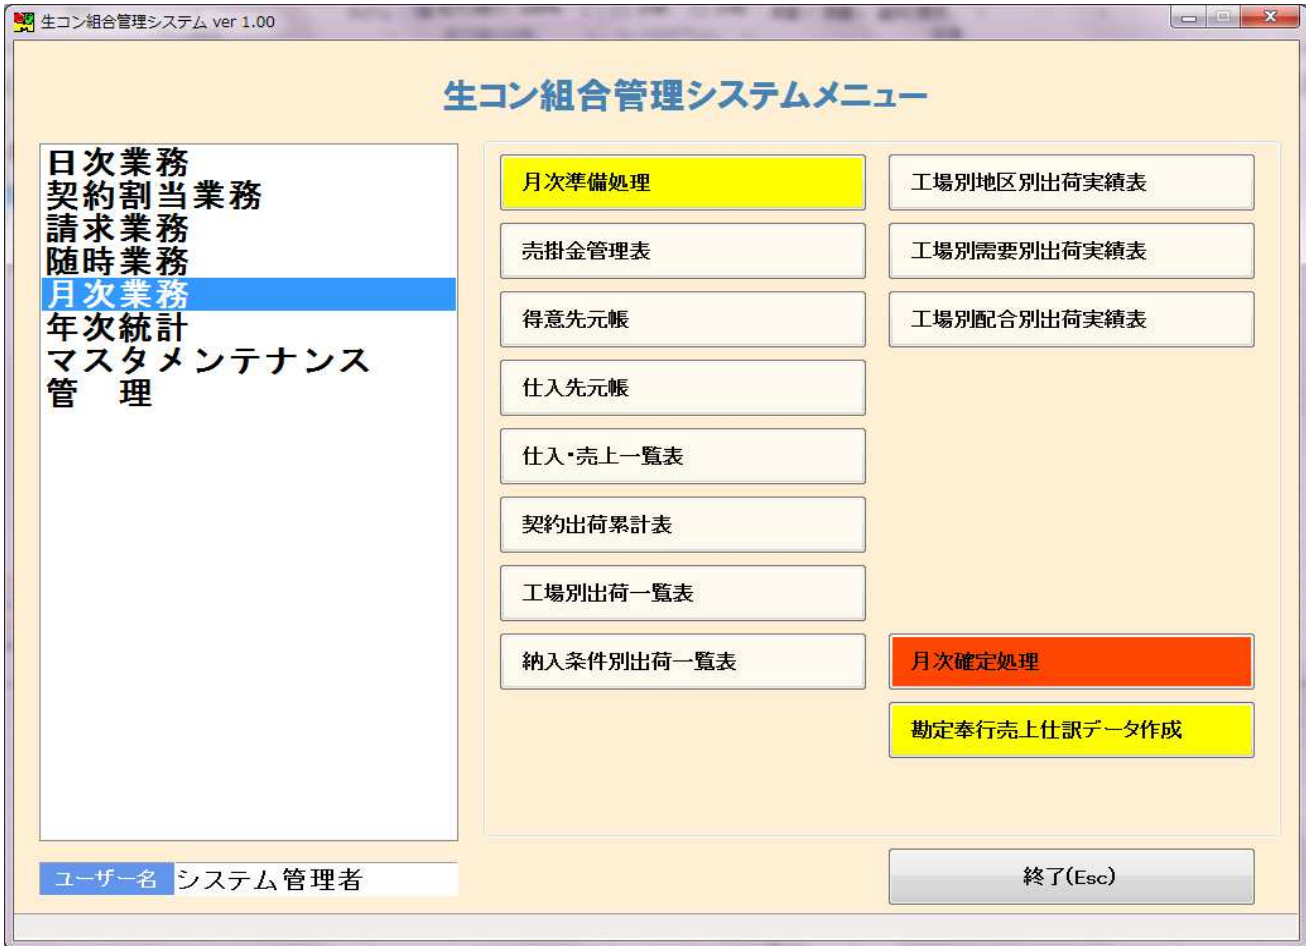 生コン組合管理システム ver 1.00
生コン組合管理システムメニュー
日次業務
契約割当業務
請求業務
随時業務
月次業務
年次統計
マスタメンテナンス
管　理
月次準備処理
売掛金管理表
得意先元帳
仕入先元帳
仕入・売上一覧表
契約出荷累計表
工場別出荷一覧表
納入条件別出荷一覧表
工場別地区別出荷実績表
工場別需要別出荷実績表
工場別配合別出荷実績表
月次確定処理
勘定奉行売上仕訳データ作成
ユーザー名 システム管理者
終了(Esc)